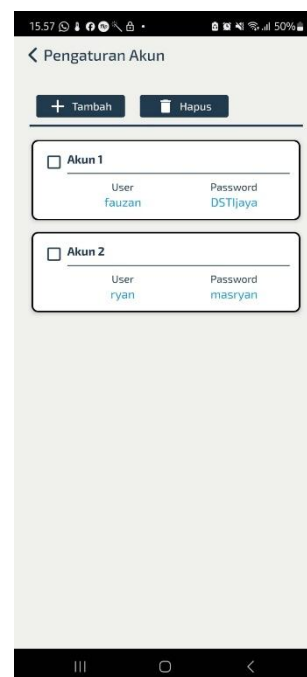 15.57 50%
Pengaturan Akun
Tambah Hapus
Akun 1
User Password
fauzan DSTIjaya
Akun 2
User Password
ryan masryan